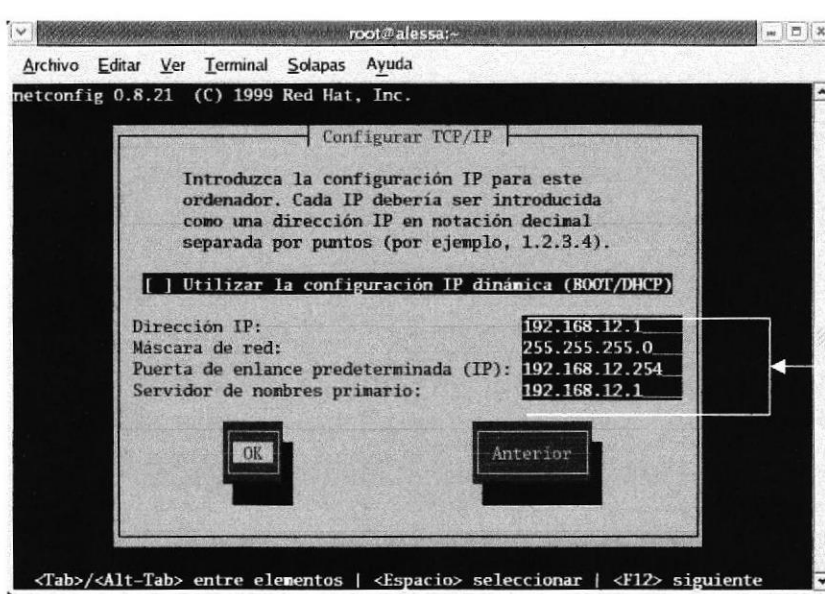 root@alessa:~
Archivo Editar Ver Terminal Solapas Ayuda
netconfig 0.8.21 (C) 1999 Red Hat, Inc.
Configurar TCP/IP
Introduzca la configuración IP para este
ordenador. Cada IP debería ser introducida
como una dirección IP en notación decimal
separada por puntos (por ejemplo, 1.2.3.4).
[ ] Utilizar la configuración IP dinámica (BOOT/DHCP)
Dirección IP: 192.168.12.1
Máscara de red: 255.255.255.0
Puerta de enlance predeterminada (IP): 192.168.12.254
Servidor de nombres primario: 192.168.12.1
OK Anterior
<Tab>/<Alt-Tab> entre elementos | <Espacio> seleccionar | <F12> siguiente